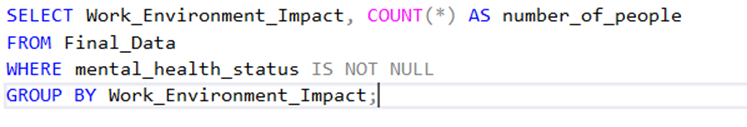 SELECT Work_Environment_Impact, COUNT(*) AS number_of_people
FROM Final_Data
WHERE mental_health_status IS NOT NULL
GROUP BY Work_Environment_Impact;